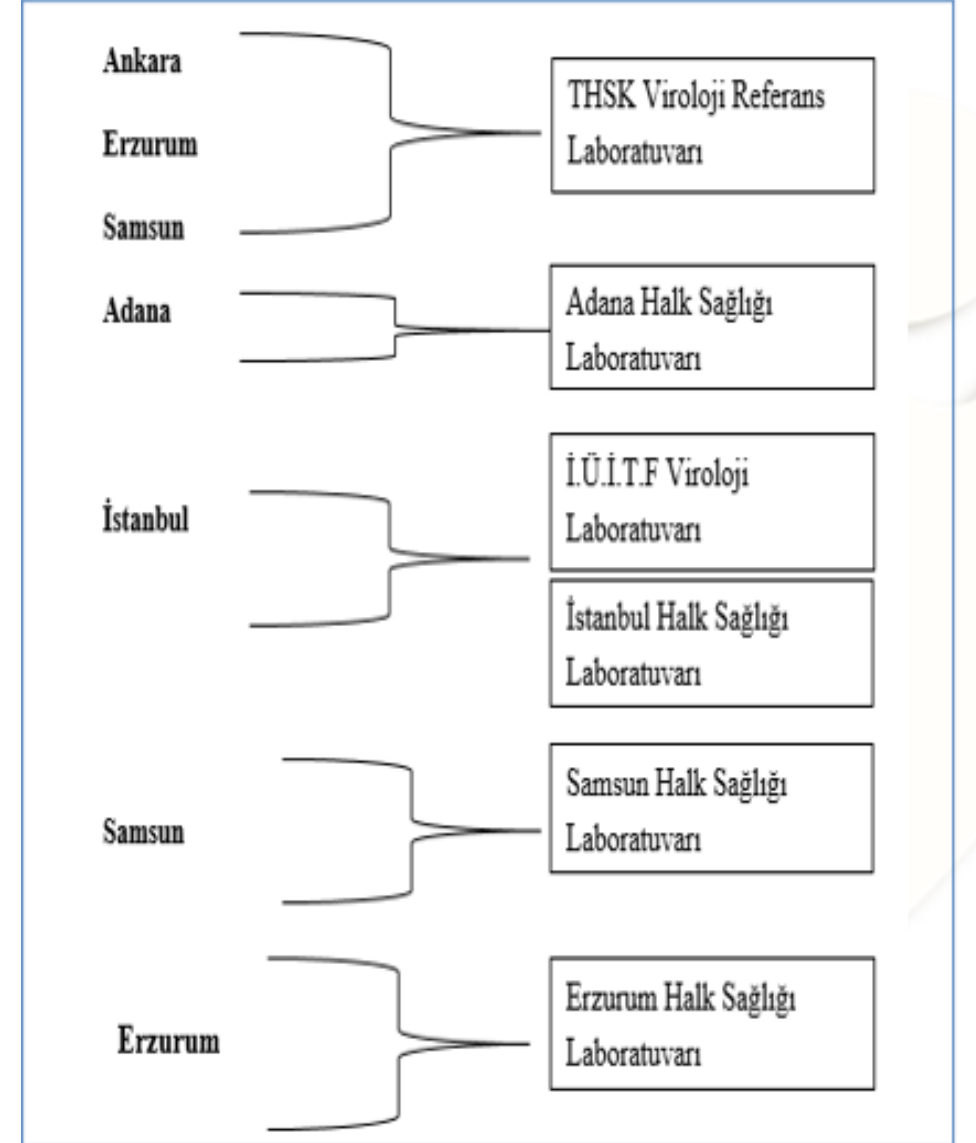 Ankara
THSK Viroloji Referans
Laboratuvarı
Erzurum
Samsun
Adana
Adana Halk Sağlığı
Laboratuvarı
İstanbul
İ.Ü.İ.T.F Viroloji
Laboratuvarı
İstanbul Halk Sağlığı
Laboratuvarı
Samsun
Samsun Halk Sağlığı
Laboratuvarı
Erzurum
Erzurum Halk Sağlığı
Laboratuvarı